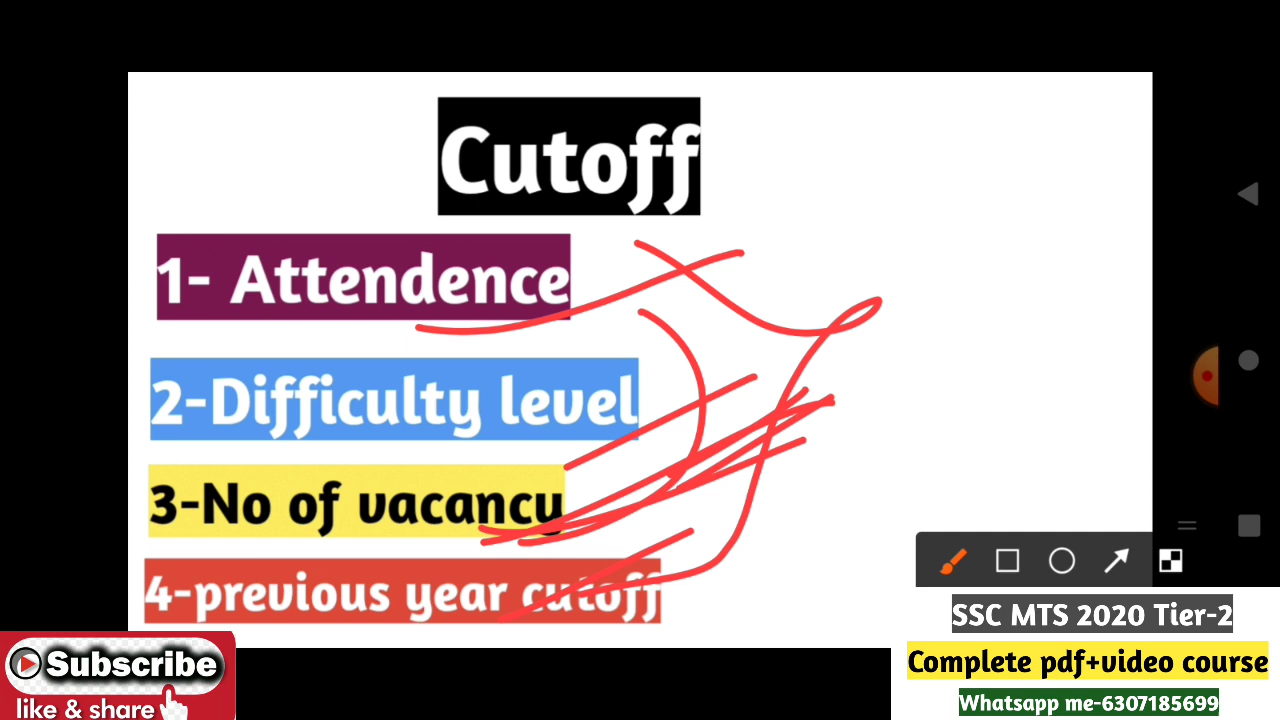 Cutoff
1- Attendence
2-Difficulty level
3-No of vacancy
4-previous year cutoff
Subscribe
like & share
SSC MTS 2020 Tier-2
Complete pdf+video course
Whatsapp me-6307185699